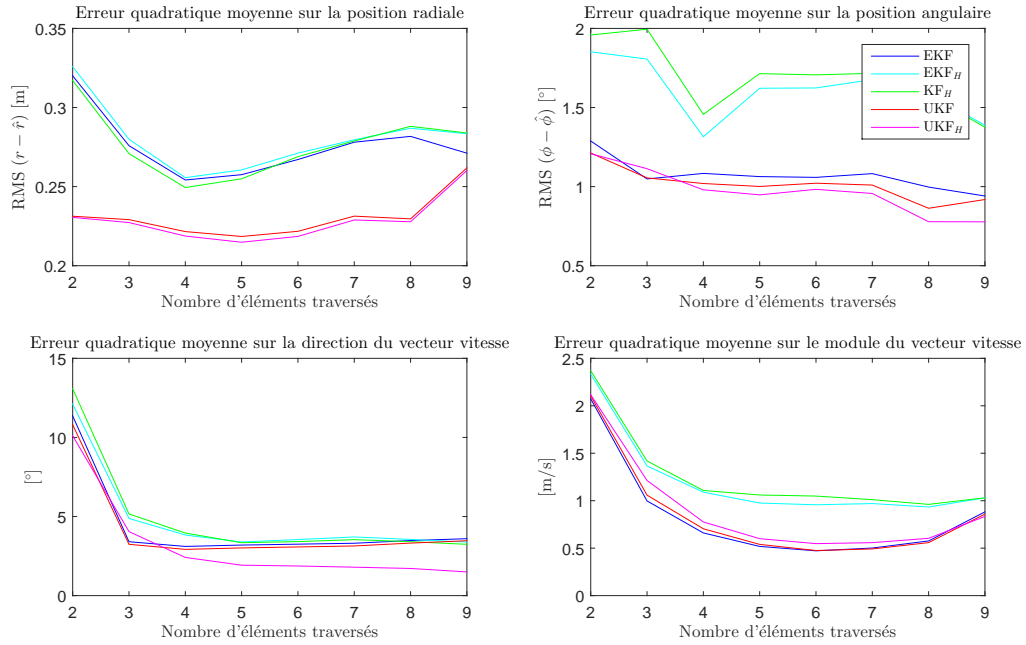 Erreur quadratique moyenne sur la position radiale
RMS (r − r̂) [m]
0.35
0.3
0.25
0.2
2 3 4 5 6 7 8 9
Nombre d'éléments traversés
Erreur quadratique moyenne sur la position angulaire
RMS (ϕ − ϕ̂) [°]
2
1.5
1
0.5
EKF
EKF_H
KF_H
UKF
UKF_H
2 3 4 5 6 7 8 9
Nombre d'éléments traversés
Erreur quadratique moyenne sur la direction du vecteur vitesse
[°]
15
10
5
0
2 3 4 5 6 7 8 9
Nombre d'éléments traversés
Erreur quadratique moyenne sur le module du vecteur vitesse
[m/s]
2.5
2
1.5
1
0.5
0
2 3 4 5 6 7 8 9
Nombre d'éléments traversés